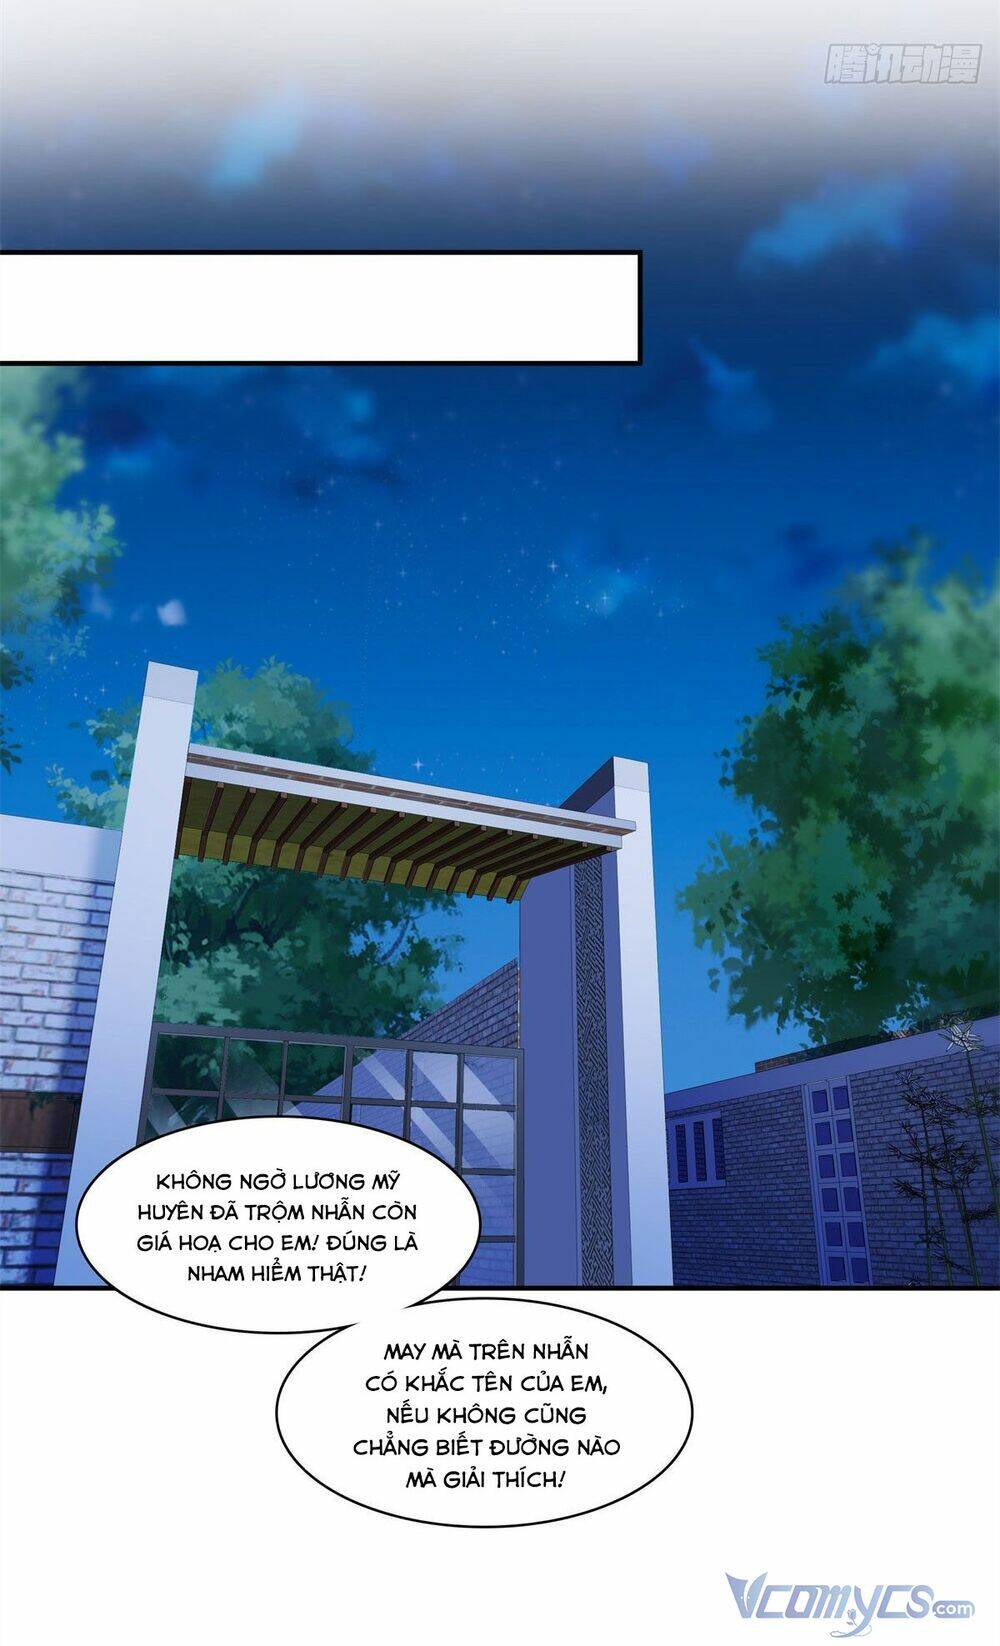 腾讯动漫
KHÔNG NGỜ LƯƠNG MỸ
HUYÊN ĐÃ TRỘM NHẪN CÒN
GIÁ HOẠ CHO EM! ĐÚNG LÀ
NHAM HIỂM THẬT!
MAY MÀ TRÊN NHẪN
CÓ KHẮC TÊN CỦA EM,
NẾU KHÔNG CŨNG
CHẲNG BIẾT ĐƯỜNG NÀO
MÀ GIẢI THÍCH!
VCOMYCS.com